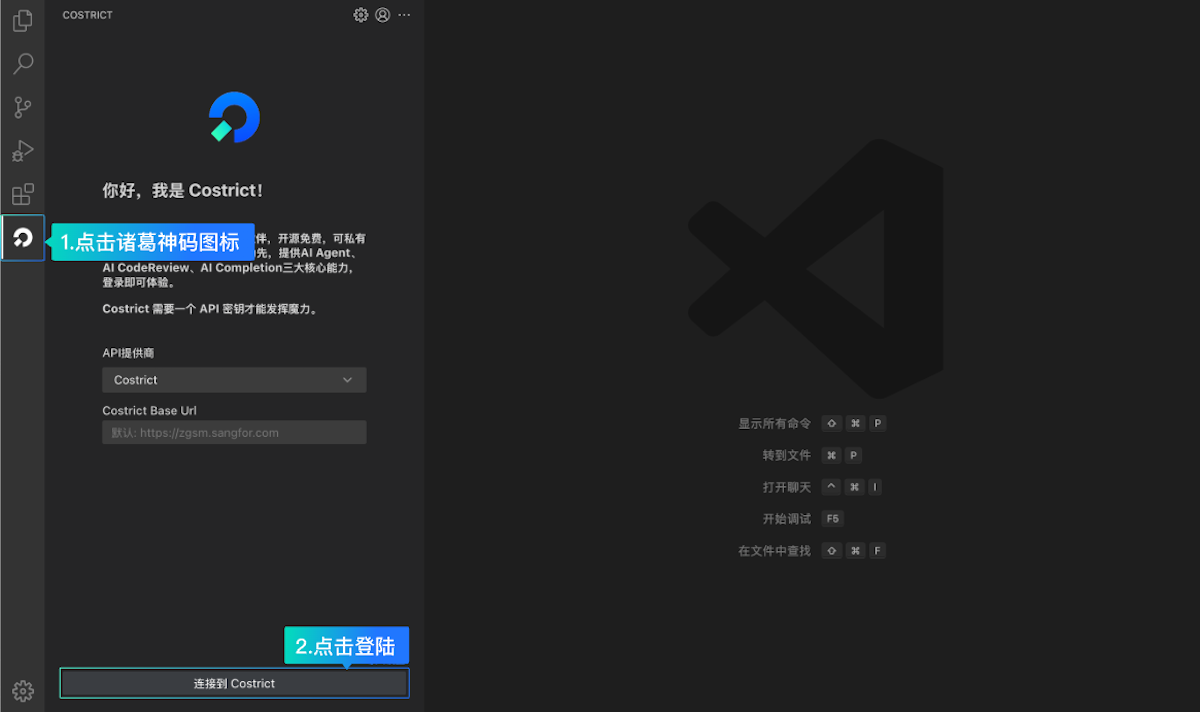 COSTRICT
你好，我是 Costrict！
1.点击诸葛神码图标
伴，开源免费，可私有
先，提供AI Agent、
AI CodeReview、AI Completion三大核心能力，
登录即可体验。
Costrict 需要一个 API 密钥才能发挥魔力。
API提供商
Costrict
Costrict Base Url
默认: https://zgsm.sangfor.com
2.点击登陆
连接到 Costrict
显示所有命令 ⌘ P
转到文件 ⌘ P
打开聊天 ^ ⌘ I
开始调试 F5
在文件中查找 ⌘ F